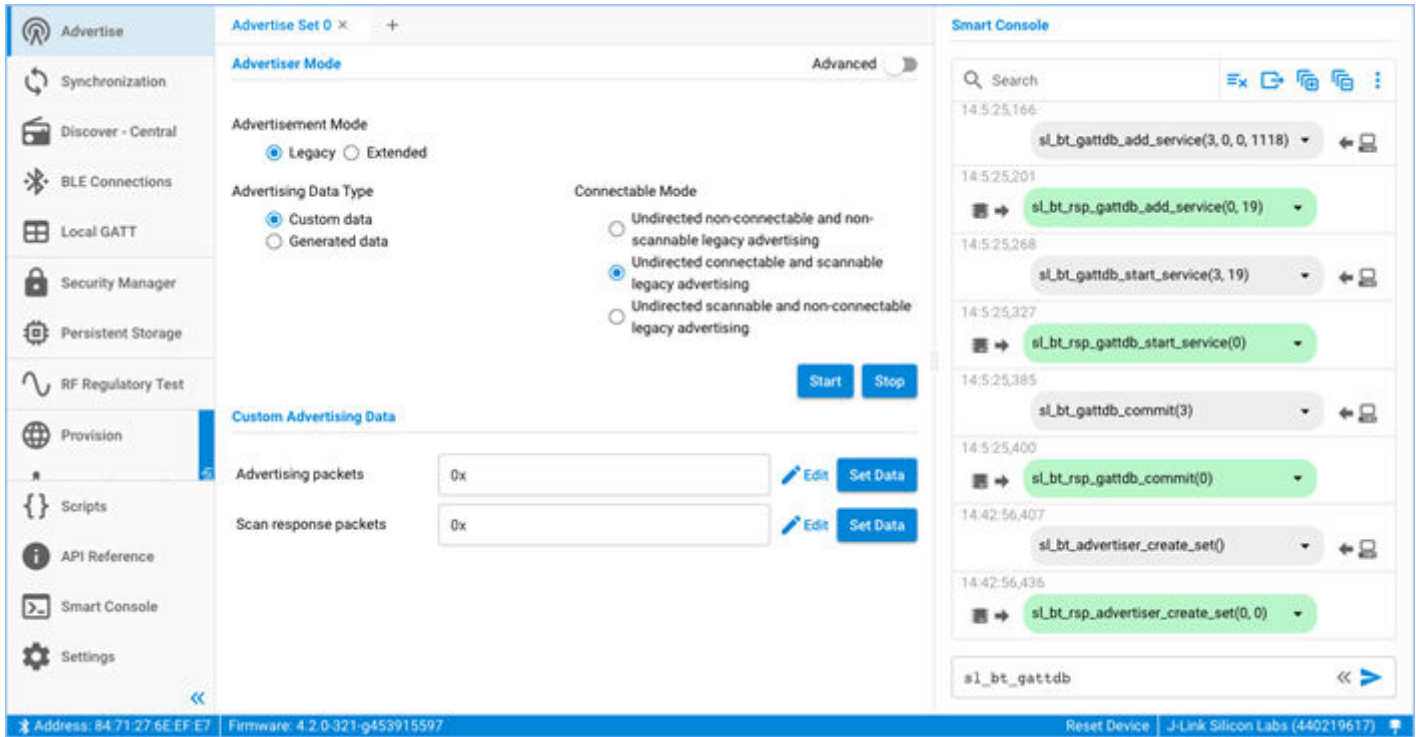 Advertise
Synchronization
Discover - Central
BLE Connections
Local GATT
Security Manager
Persistent Storage
RF Regulatory Test
Provision
Scripts
API Reference
Smart Console
Settings
Advertise Set 0 × +
Advertiser Mode
Advanced
Advertisement Mode
Legacy Extended
Advertising Data Type
Custom data
Generated data
Connectable Mode
Undirected non-connectable and non-
scannable legacy advertising
Undirected connectable and scannable
legacy advertising
Undirected scannable and non-connectable
legacy advertising
Start Stop
Custom Advertising Data
Advertising packets 0x Edit Set Data
Scan response packets 0x Edit Set Data
Smart Console
Search
14:5:25,166
sl_bt_gattdb_add_service(3, 0, 0, 1118)
14:5:25,201
sl_bt_rsp_gattdb_add_service(0, 19)
14:5:25,268
sl_bt_gattdb_start_service(3, 19)
14:5:25,327
sl_bt_rsp_gattdb_start_service(0)
14:5:25,385
sl_bt_gattdb_commit(3)
14:5:25,400
sl_bt_rsp_gattdb_commit(0)
14:42:56,407
sl_bt_advertiser_create_set()
14:42:56,436
sl_bt_rsp_advertiser_create_set(0, 0)
sl_bt_gattdb
Address: 84:71:27:6E:EF:E7 Firmware: 4.2.0-321-g453915597 Reset Device J-Link Silicon Labs (440219617)